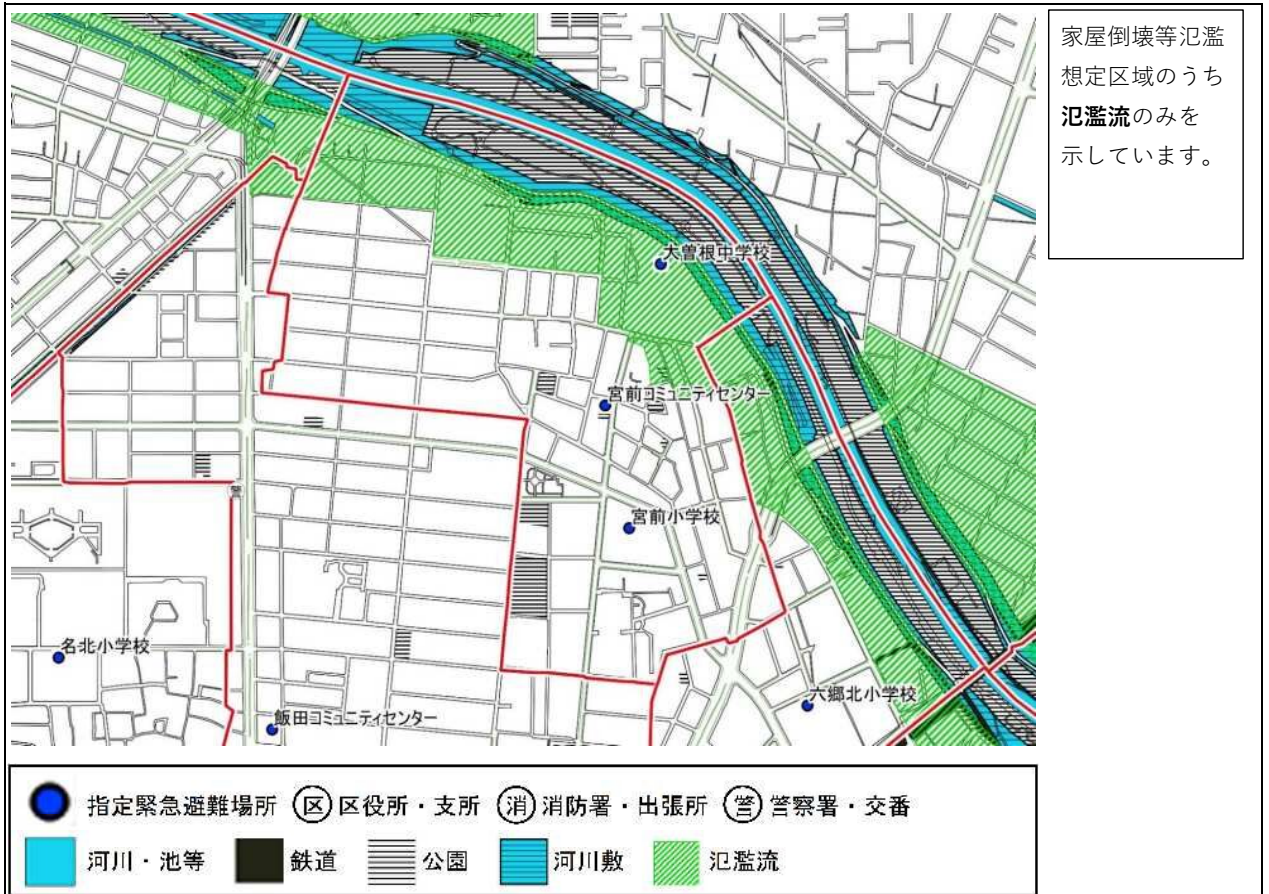 家屋倒壊等氾濫
想定区域のうち
氾濫流のみを
示しています。
大曽根中学校
宮前コミュニティセンター
宮前小学校
名北小学校
六郷北小学校
飯田コミュニティセンター
指定緊急避難場所 区 区役所・支所 消 消防署・出張所 警 警察署・交番
河川・池等 鉄道 公園 河川敷 氾濫流